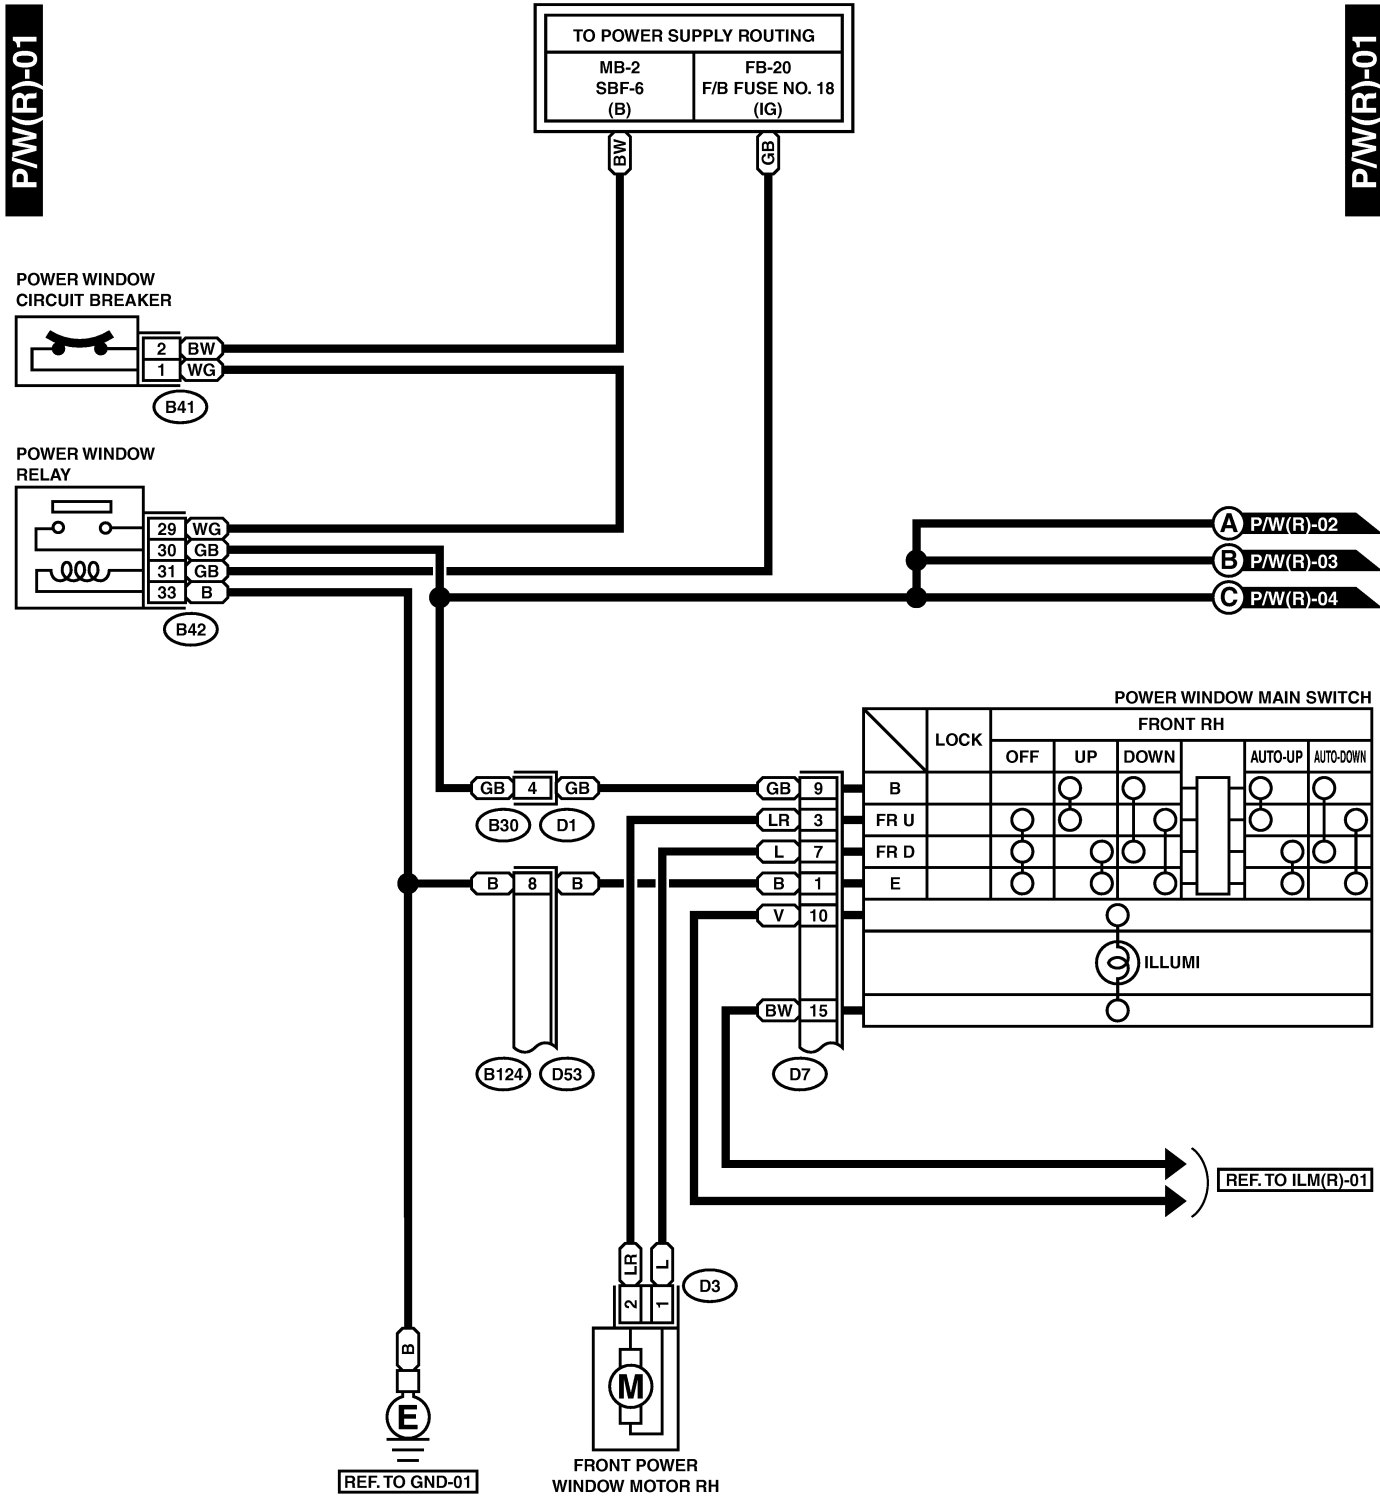 P/W(R)-01
P/W(R)-01
TO POWER SUPPLY ROUTING
MB-2
SBF-6
(B)
FB-20
F/B FUSE NO. 18
(IG)
BW
GB
POWER WINDOW
CIRCUIT BREAKER
2 BW
1 WG
B41
POWER WINDOW
RELAY
29 WG
30 GB
31 GB
33 B
B42
A P/W(R)-02
B P/W(R)-03
C P/W(R)-04
POWER WINDOW MAIN SWITCH
FRONT RH
LOCK
OFF UP DOWN AUTO-UP AUTO-DOWN
GB 4 GB
B30 D1
GB 9 B
LR 3 FR U
L 7 FR D
B 8 B
B 1 E
V 10
ILLUMI
BW 15
B124 D53
D7
REF. TO ILM(R)-01
LR L
D3
2 1
B
M
E
REF. TO GND-01
FRONT POWER
WINDOW MOTOR RH